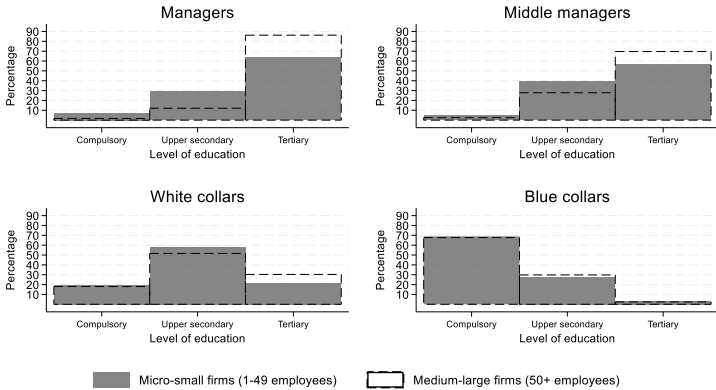 Managers
Percentage
90
80
70
60
50
40
30
20
10
Compulsory Upper secondary Tertiary
Level of education
Middle managers
Percentage
90
80
70
60
50
40
30
20
10
Compulsory Upper secondary Tertiary
Level of education
White collars
Percentage
90
80
70
60
50
40
30
20
10
Compulsory Upper secondary Tertiary
Level of education
Blue collars
Percentage
90
80
70
60
50
40
30
20
10
Compulsory Upper secondary Tertiary
Level of education
Micro-small firms (1-49 employees) Medium-large firms (50+ employees)